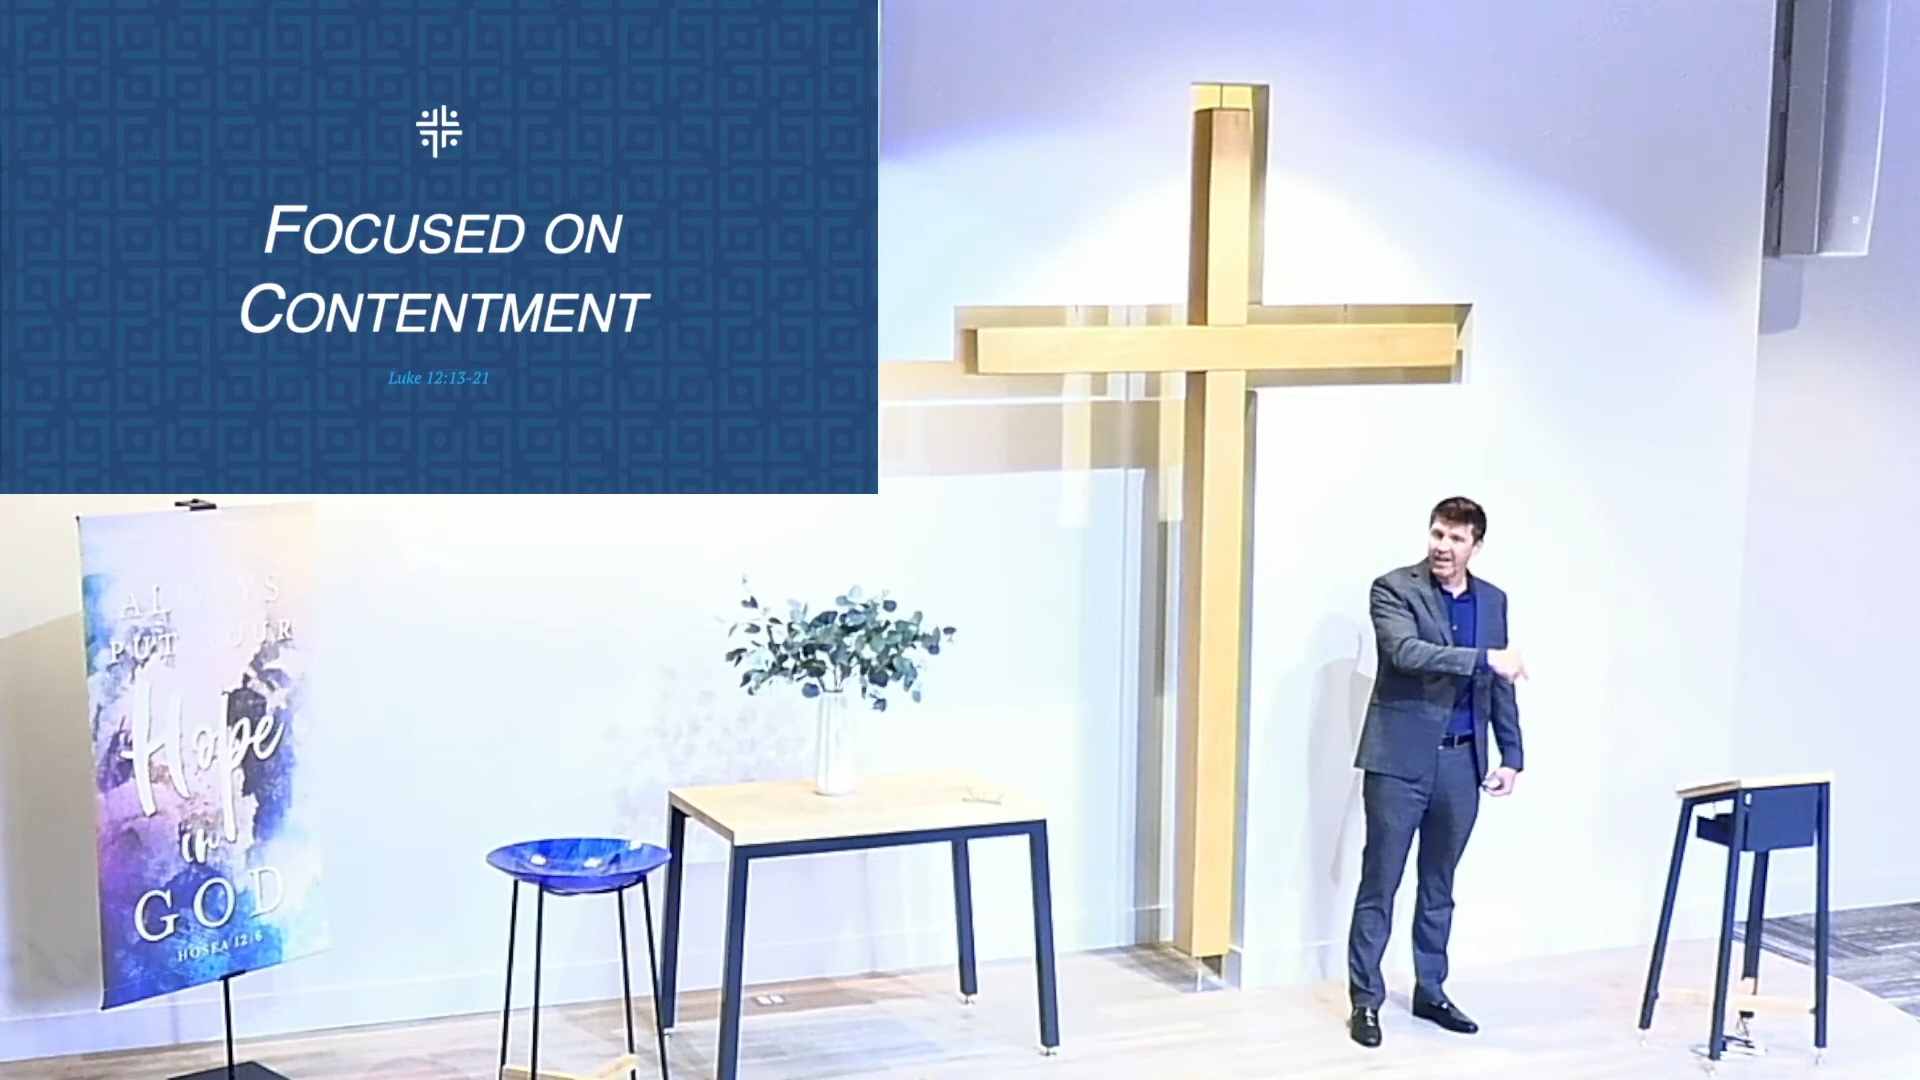 FOCUSED ON
CONTENTMENT
Luke 12:13-21
ALWAYS
PUT YOUR
Hope
in
GOD
HOSEA 12:6